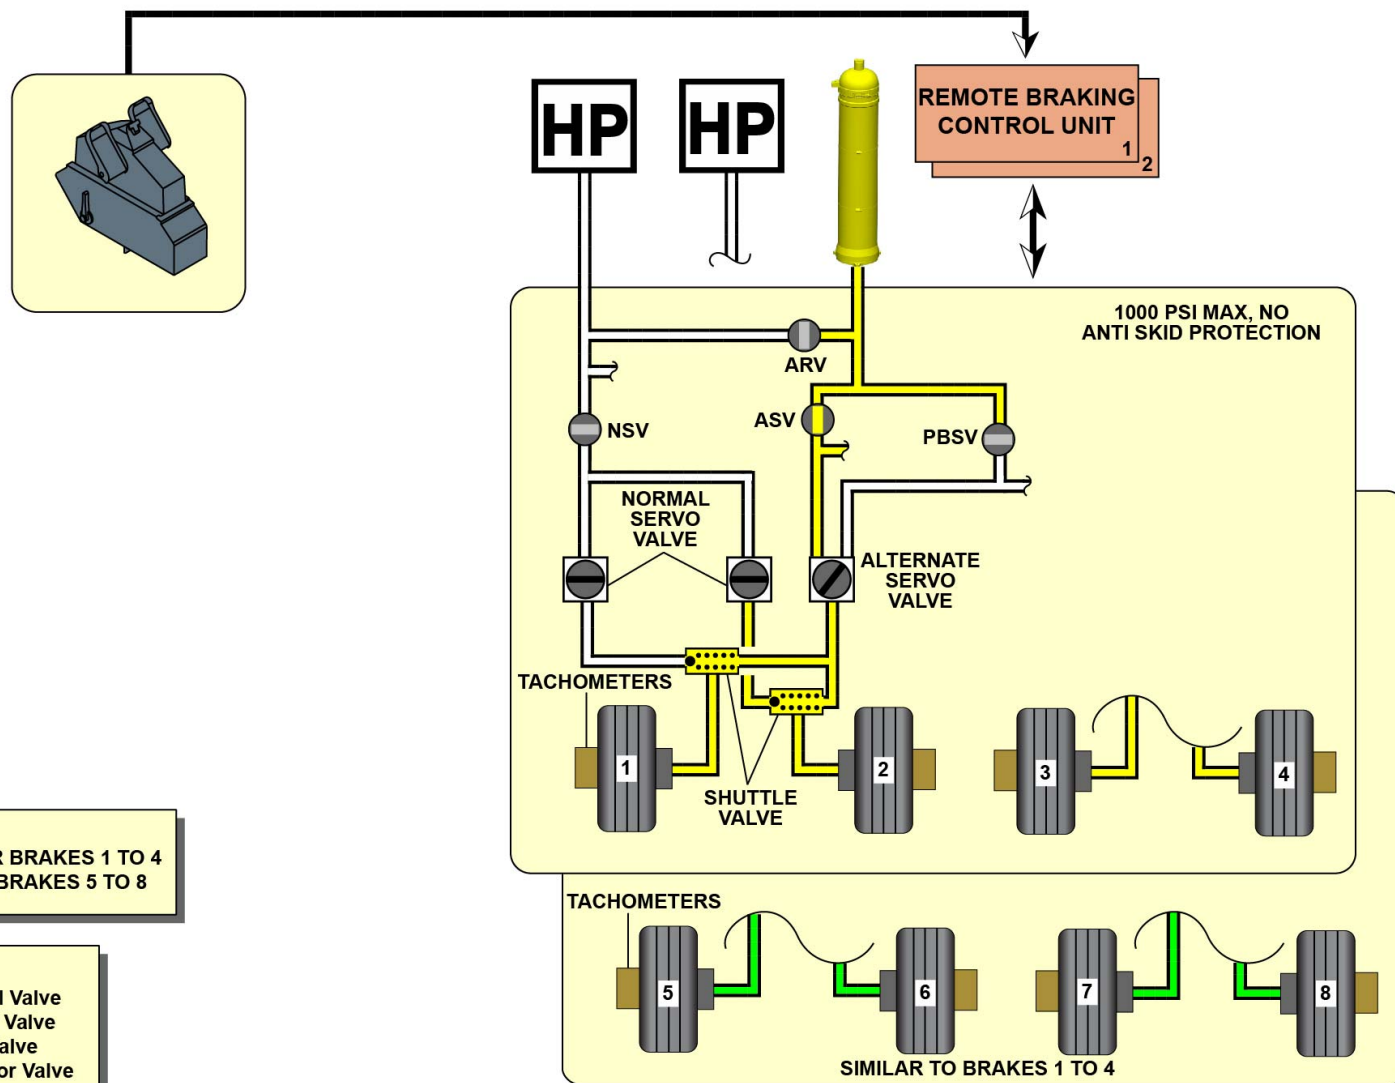 HP
HP
REMOTE BRAKING
CONTROL UNIT
1
2
1000 PSI MAX, NO
ANTI SKID PROTECTION
ARV
ASV
NSV
PBSV
NORMAL
SERVO
VALVE
ALTERNATE
SERVO
VALVE
TACHOMETERS
1
2
3
4
SHUTTLE
VALVE
BRAKES 1 TO 4
BRAKES 5 TO 8
TACHOMETERS
5
6
7
8
SIMILAR TO BRAKES 1 TO 4
Valve
Valve
Valve